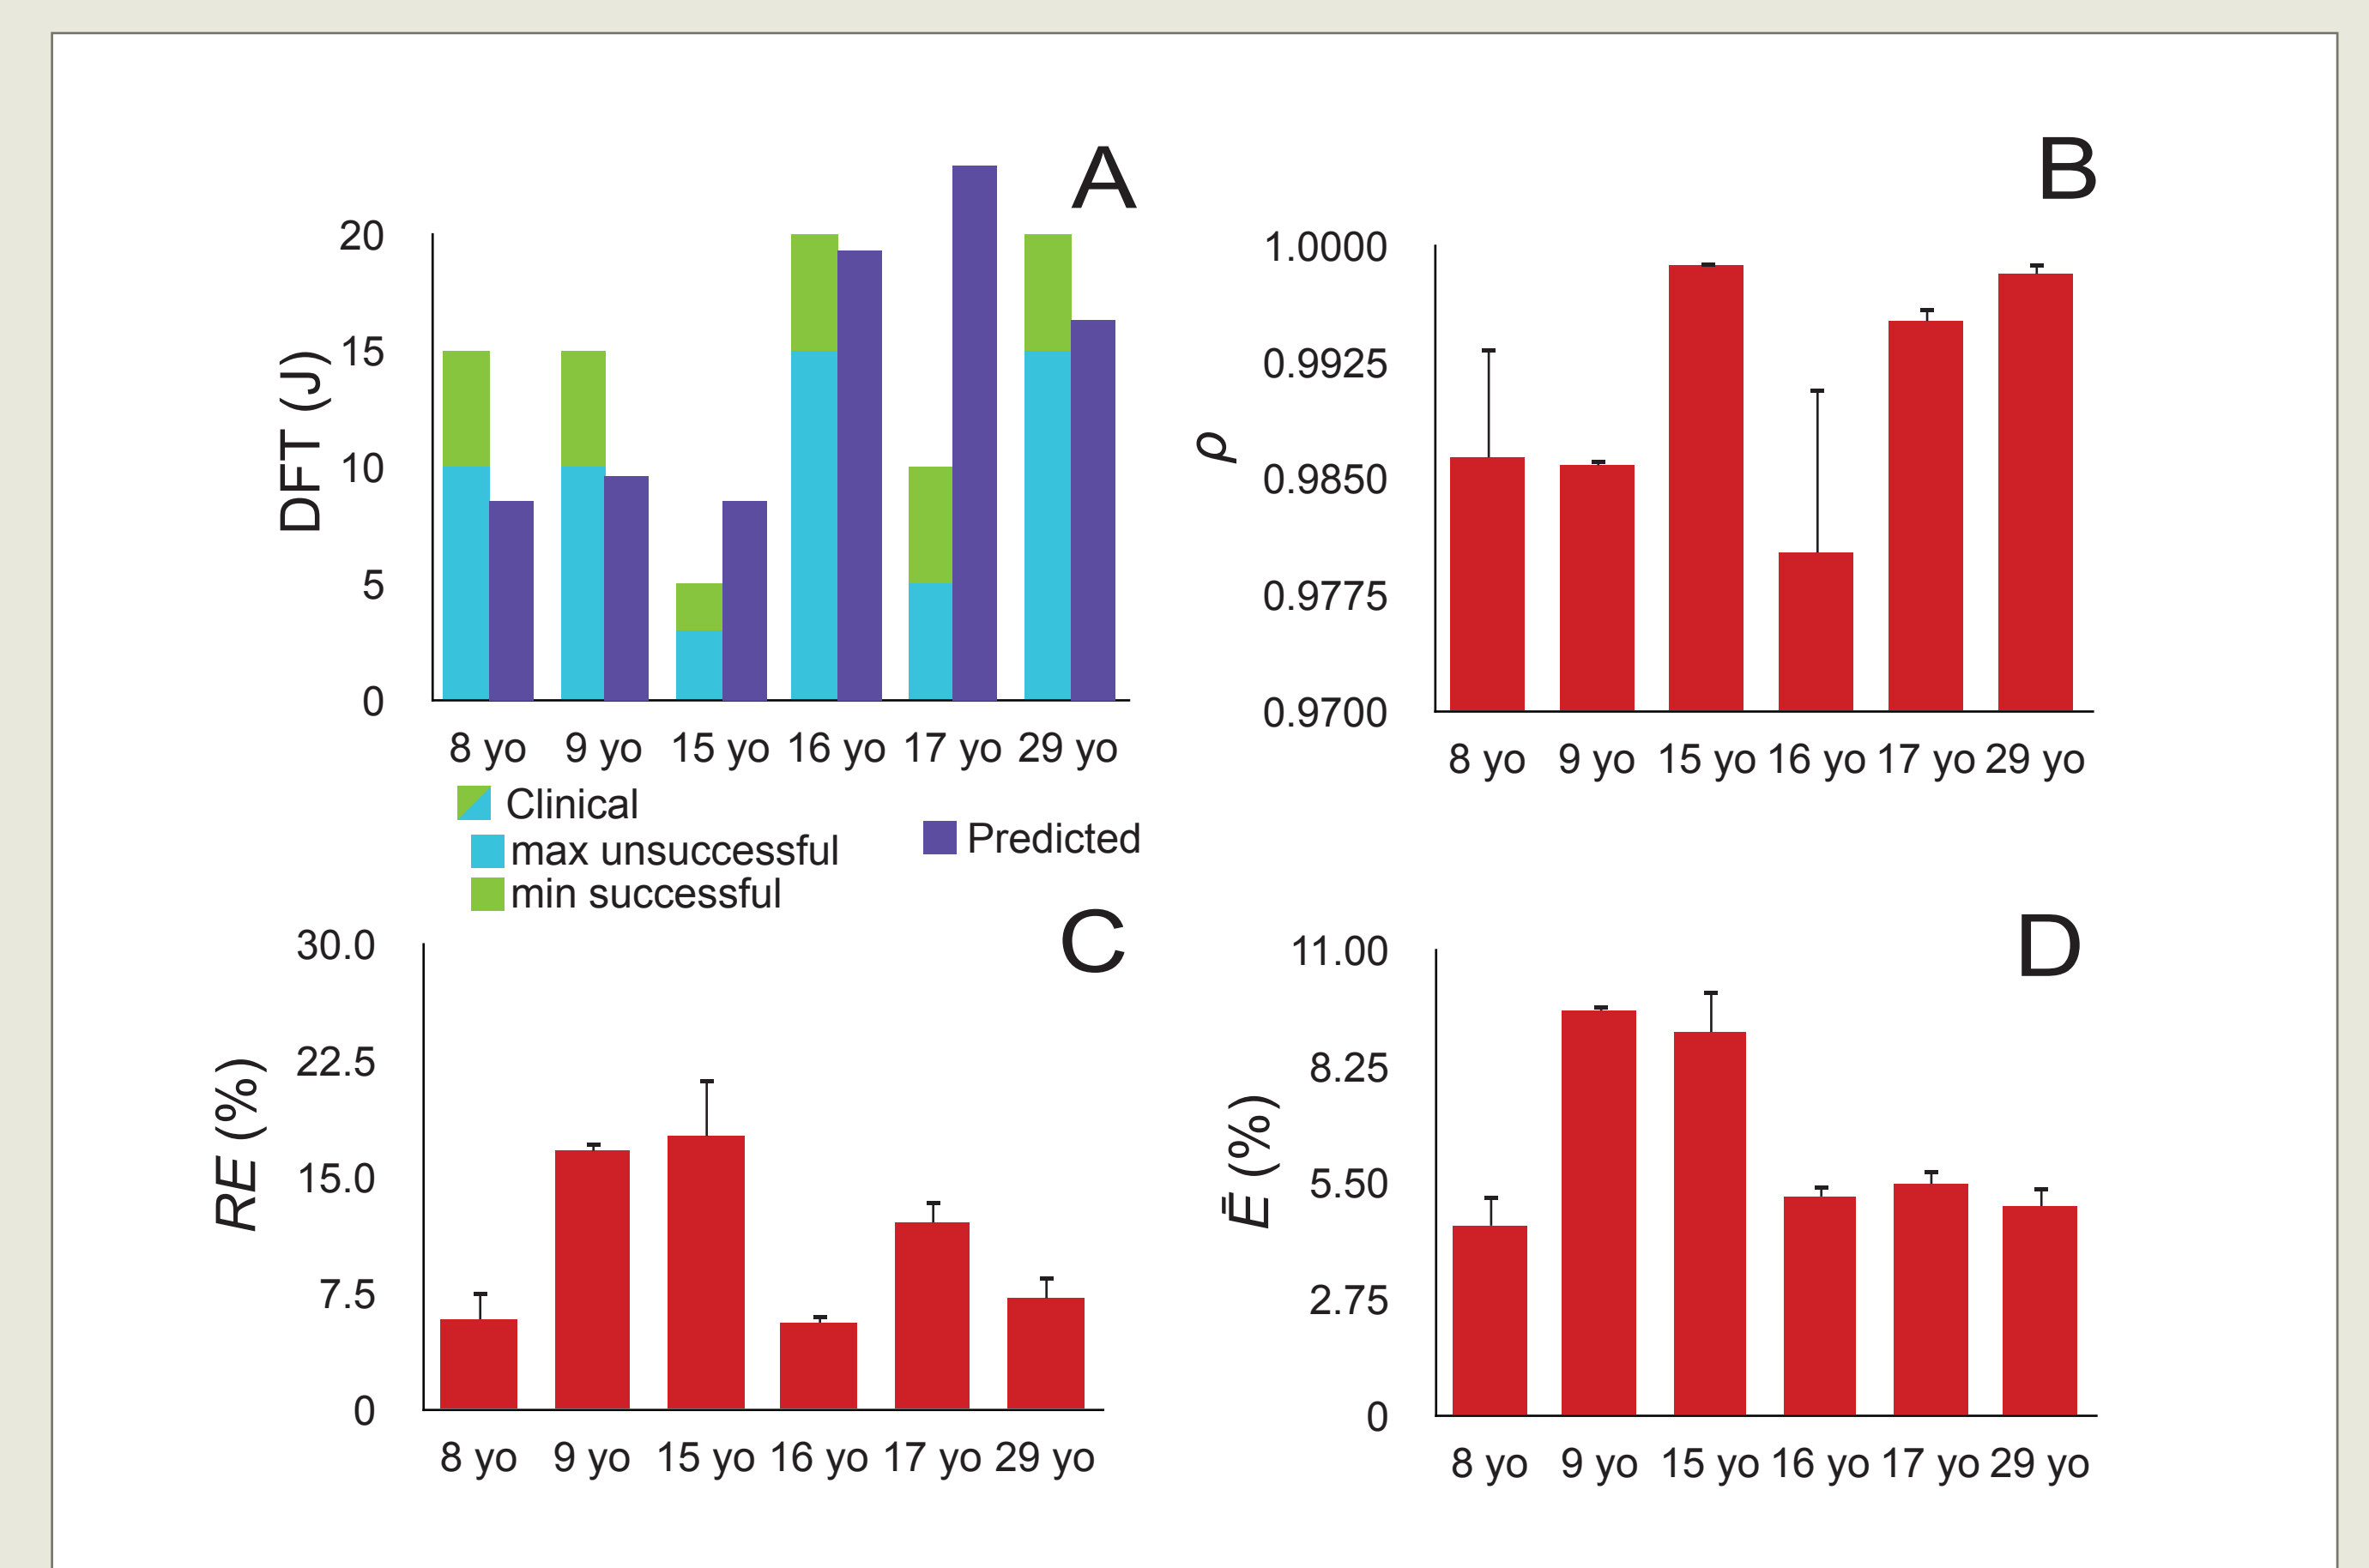 A
DFT (J)
20
15
10
5
0
8 yo 9 yo 15 yo 16 yo 17 yo 29 yo
Clinical
max unsuccessful
min successful
Predicted
B
ρ
1.0000
0.9925
0.9850
0.9775
0.9700
8 yo 9 yo 15 yo 16 yo 17 yo 29 yo
C
RE (%)
30.0
22.5
15.0
7.5
0
8 yo 9 yo 15 yo 16 yo 17 yo 29 yo
D
Ē (%)
11.00
8.25
5.50
2.75
0
8 yo 9 yo 15 yo 16 yo 17 yo 29 yo